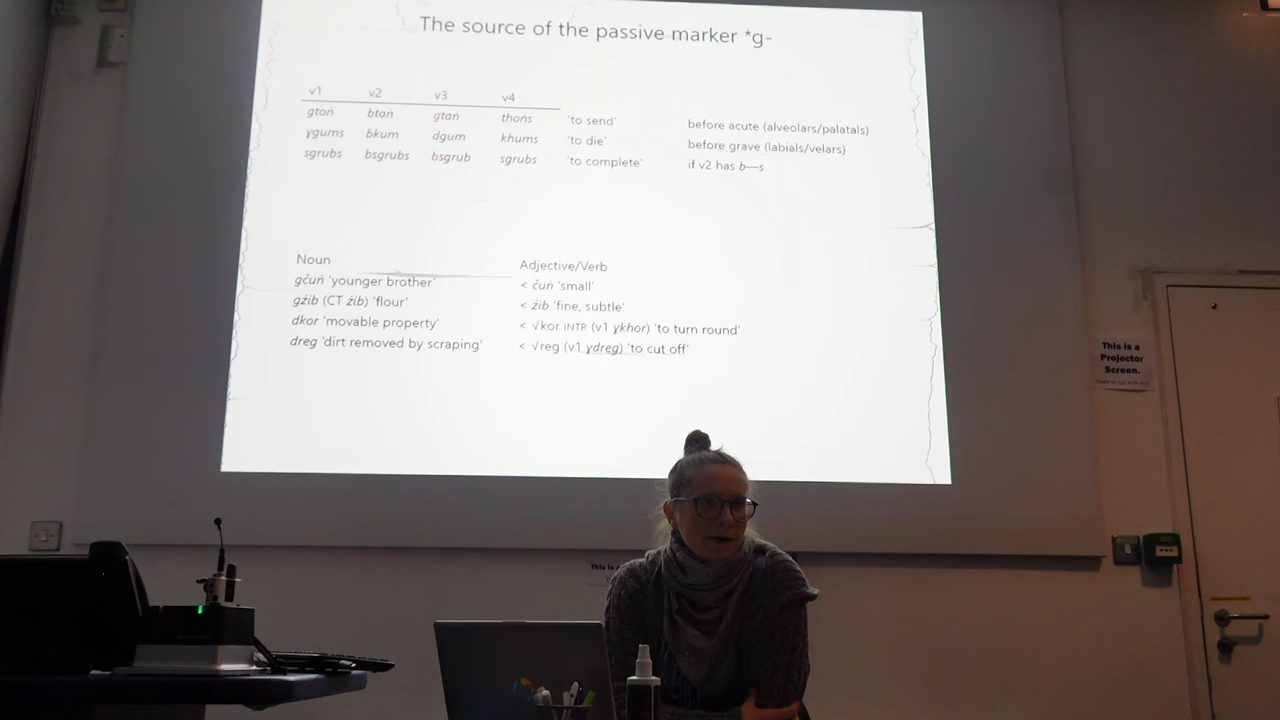 The source of the passive marker *g-
v1 v2 v3 v4
gtoṅ btaṅ gtaṅ thoṅs 'to send' before acute (alveolars/palatals)
ɣgums bkum dgum khums 'to die' before grave (labials/velars)
sgrubs bsgrubs bsgrub sgrubs 'to complete' if v2 has b—s
Noun Adjective/Verb
gčuṅ 'younger brother' < čuṅ 'small'
gžib (CT žib) 'flour' < žib 'fine, subtle'
dkor 'movable property' < √kor INTR (v1 ɣkhor) 'to turn round'
dreg 'dirt removed by scraping' < √reg (v1 ɣdreg) 'to cut off'
This is a
Projector
Screen.
This is